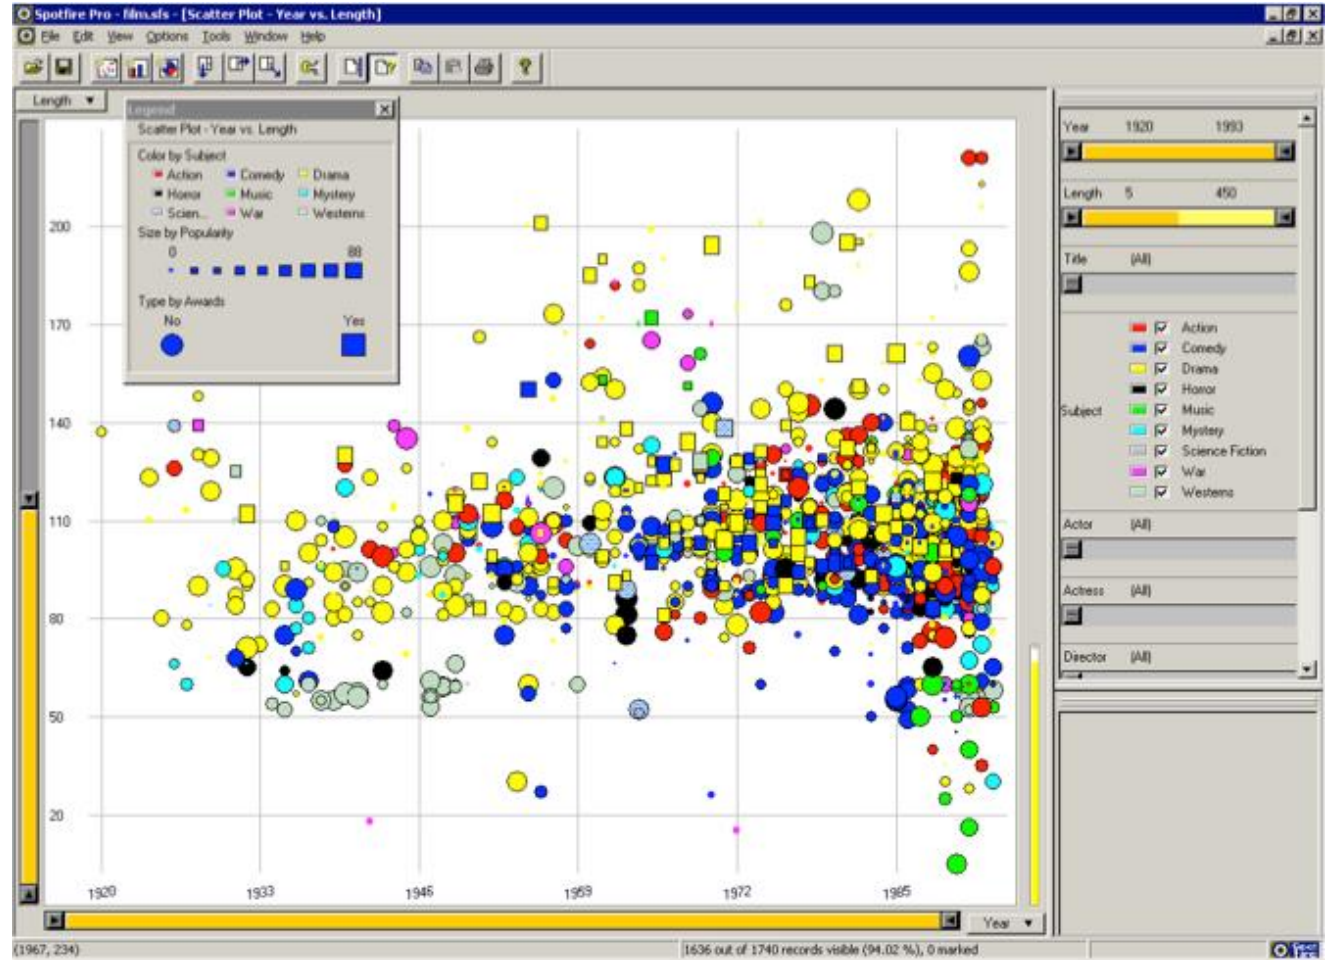 Spotfire Pro - film.sfs - [Scatter Plot - Year vs. Length]
File Edit View Options Tools Window Help
Length
Legend
Scatter Plot - Year vs. Length
Color by Subject
Action Comedy Drama
Horror Music Mystery
Scien... War Westerns
Size by Popularity
0 88
Type by Awards
No Yes
200
170
140
110
80
50
20
1920 1933 1946 1959 1972 1985
Year
Year 1920 1993
Length 5 450
Title (All)
Subject
Action
Comedy
Drama
Horror
Music
Mystery
Science Fiction
War
Westerns
Actor (All)
Actress (All)
Director (All)
(1967, 234)
1636 out of 1740 records visible (94.02 %), 0 marked